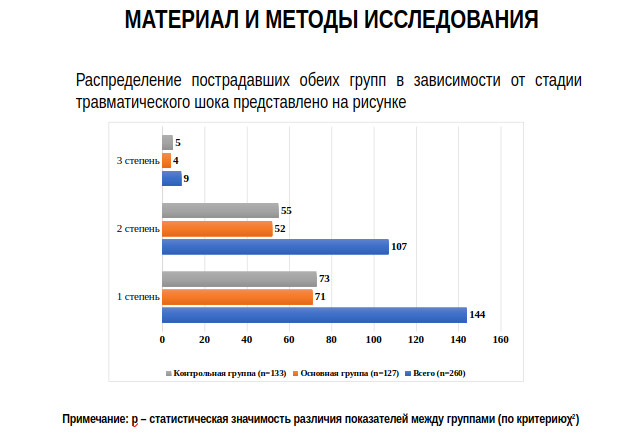 МАТЕРИАЛ И МЕТОДЫ ИССЛЕДОВАНИЯ
Распределение пострадавших обеих групп в зависимости от стадии
травматического шока представлено на рисунке
3 степень
5
4
9
2 степень
55
52
107
1 степень
73
71
144
0 20 40 60 80 100 120 140 160
Контрольная группа (n=133) Основная группа (n=127) Всего (n=260)
Примечание: р – статистическая значимость различия показателей между группами (по критериюχ²)